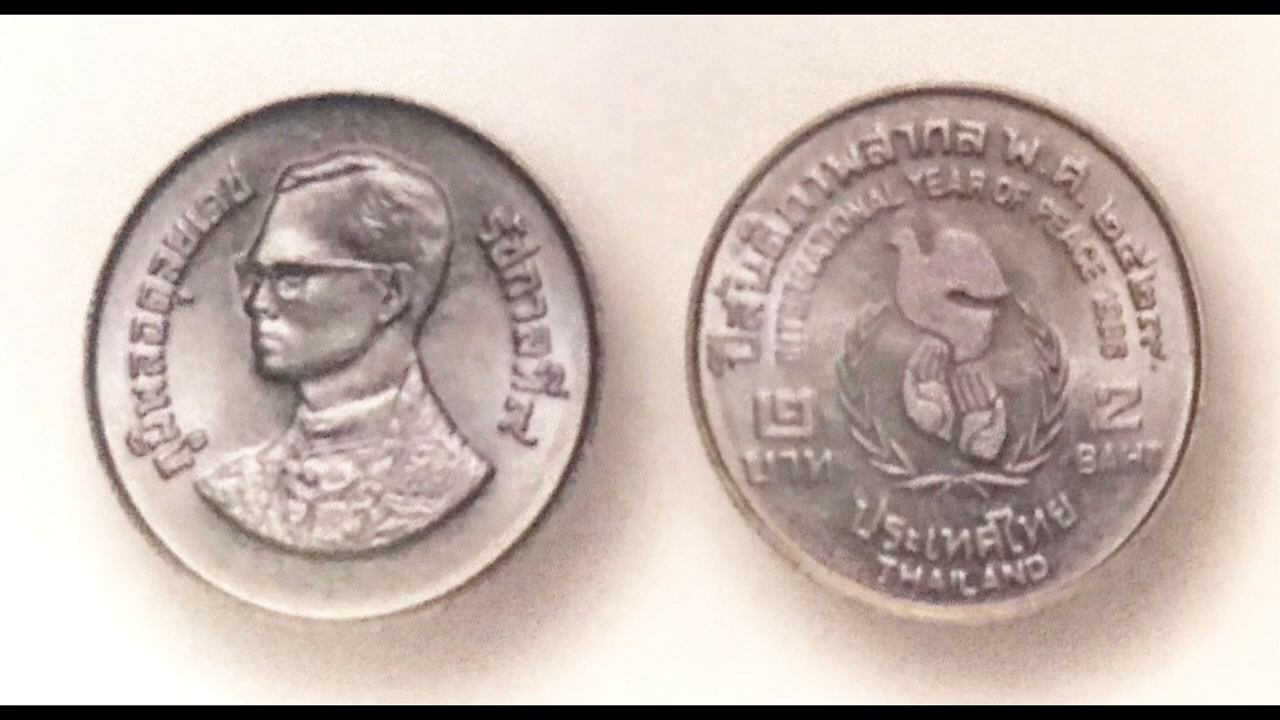 ภูมิพลอดุลยเดช
รัชกาลที่ ๙
ปีสันติภาพสากล พ.ศ. ๒๕๒๙
INTERNATIONAL YEAR OF PEACE 1986
๒
บาท
2
BAHT
ประเทศไทย
THAILAND